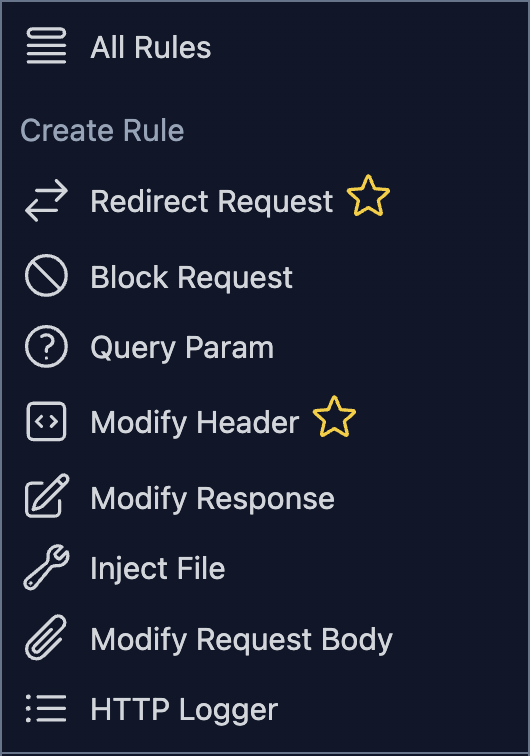 All Rules
Create Rule
Redirect Request
Block Request
Query Param
Modify Header
Modify Response
Inject File
Modify Request Body
HTTP Logger